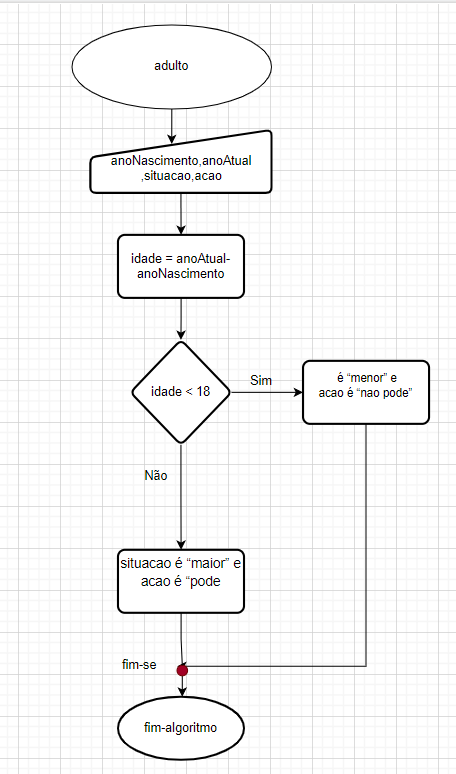 adulto
anoNascimento,anoAtual
,situacao,acao
idade = anoAtual-
anoNascimento
idade < 18
Sim
é “menor” e
acao é “nao pode”
Não
situacao é “maior” e
acao é “pode
fim-se
fim-algoritmo